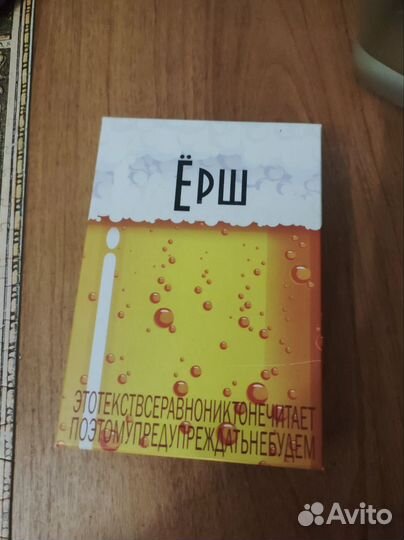 Ёрш
ЭТОТЕКСТВСЕРАВНОНИКТОНЕЧИТАЕТ
ПОЭТОМУПРЕДУПРЕЖДАТЬНЕБУДЕМ
Avito